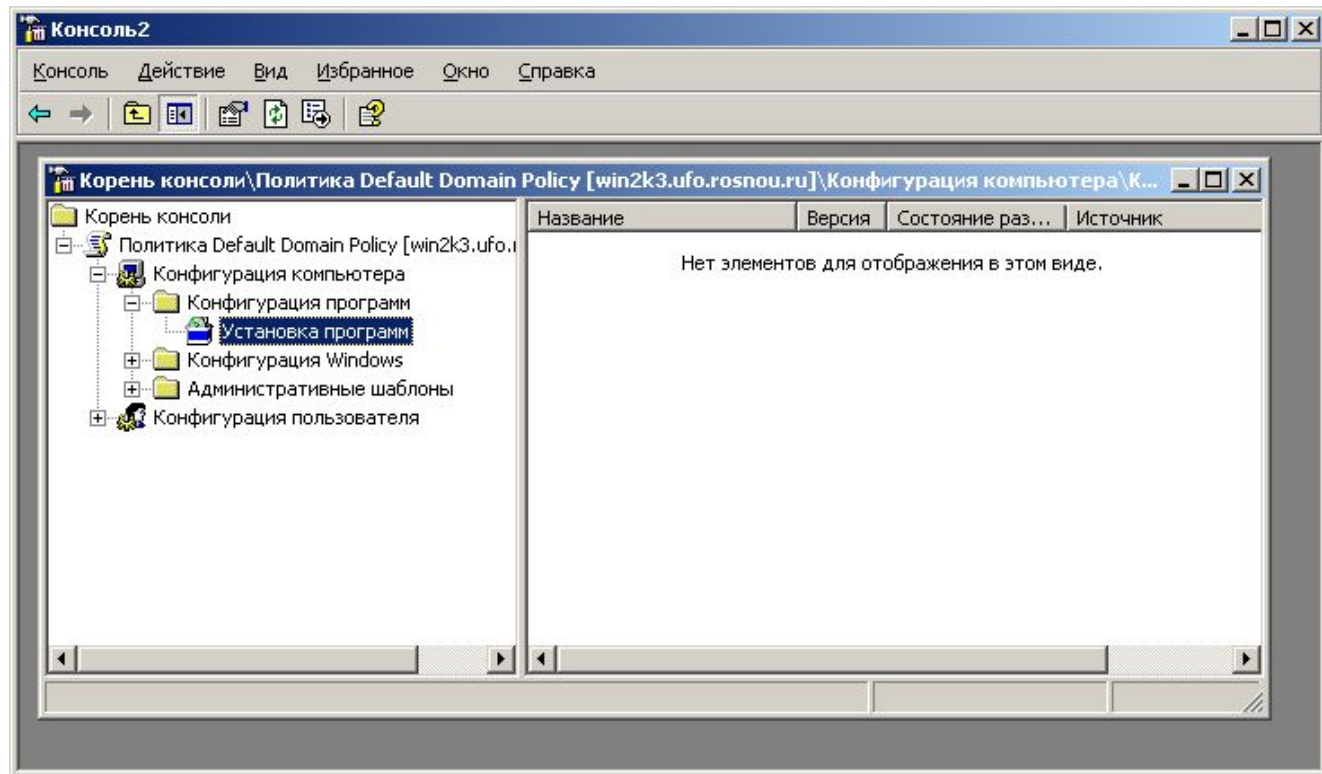 Консоль2
Консоль Действие Вид Избранное Окно Справка
Корень консоли\Политика Default Domain Policy [win2k3.ufo.rosnou.ru]\Конфигурация компьютера\К...
Корень консоли
Политика Default Domain Policy [win2k3.ufo.r
Конфигурация компьютера
Конфигурация программ
Установка программ
Конфигурация Windows
Административные шаблоны
Конфигурация пользователя
Название Версия Состояние раз... Источник
Нет элементов для отображения в этом виде.